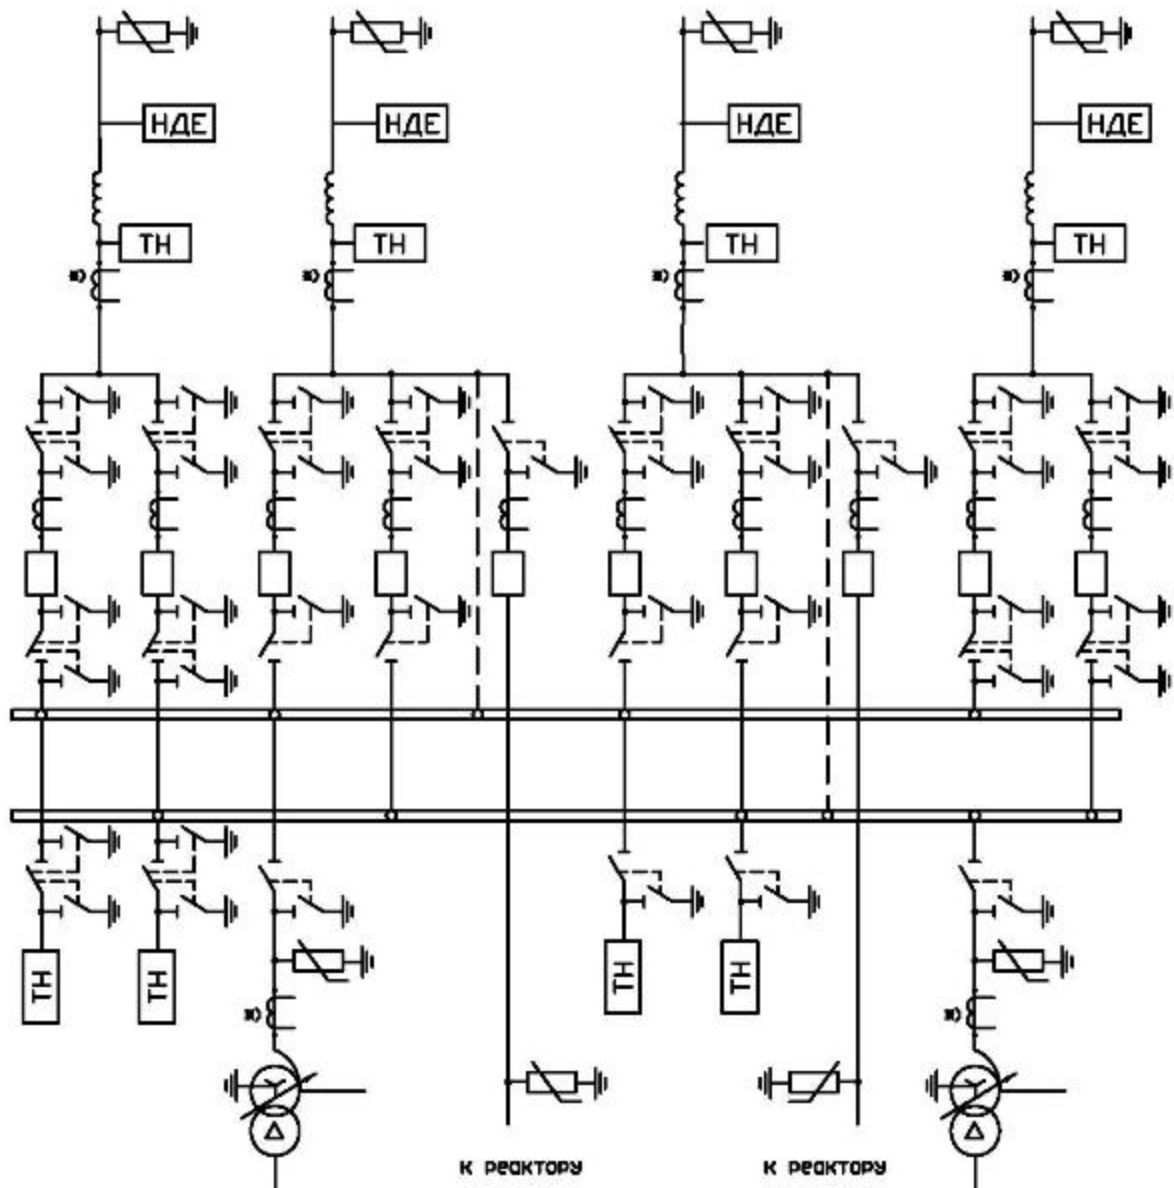 НДЕ НДЕ НДЕ НДЕ
ТН ТН ТН ТН
*) *) *) *)
ТН ТН ТН ТН
*) *)
к реактору к реактору